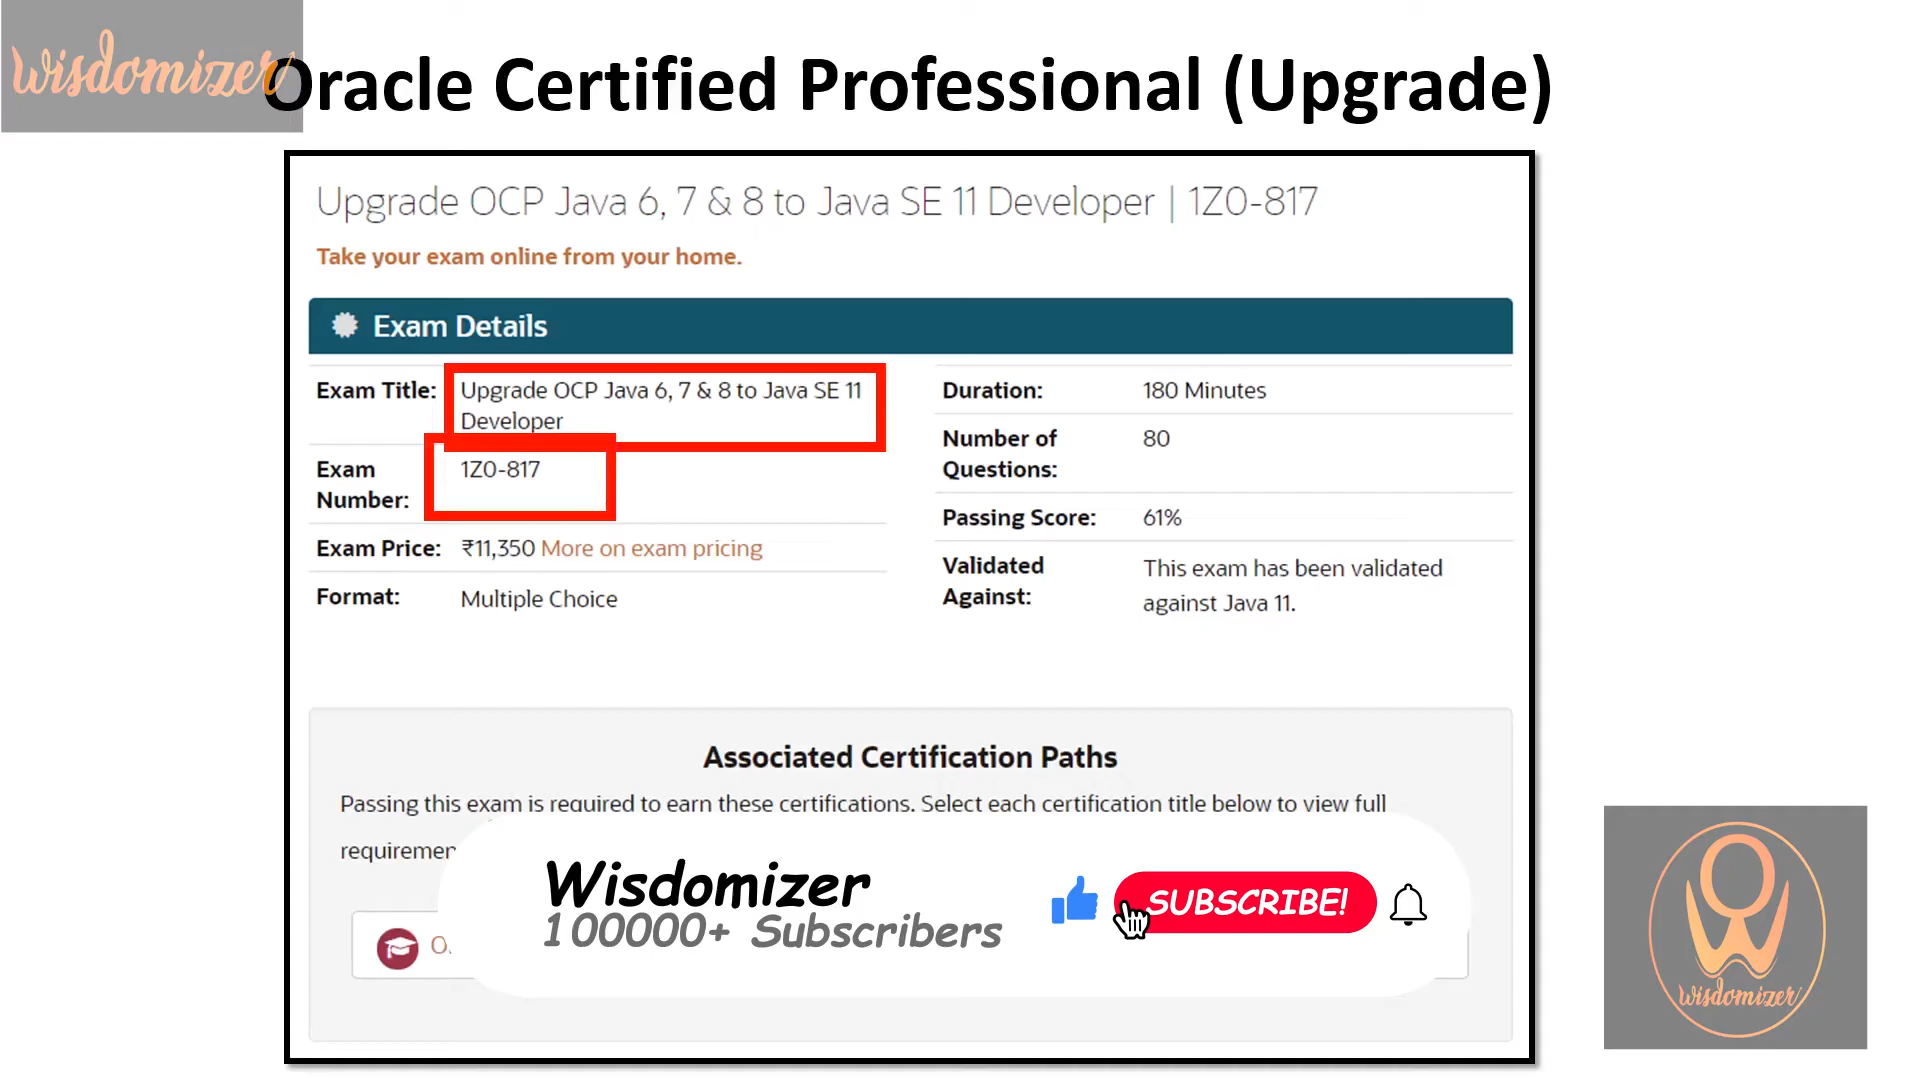 wisdomizer
Oracle Certified Professional (Upgrade)
Upgrade OCP Java 6, 7 & 8 to Java SE 11 Developer | 1Z0-817
Take your exam online from your home.
Exam Details
Exam Title: Upgrade OCP Java 6, 7 & 8 to Java SE 11
Developer
Exam
Number:
1Z0-817
Exam Price: ₹11,350 More on exam pricing
Format: Multiple Choice
Duration: 180 Minutes
Number of
Questions:
80
Passing Score: 61%
Validated
Against:
This exam has been validated
against Java 11.
Associated Certification Paths
Passing this exam is required to earn these certifications. Select each certification title below to view full
Wisdomizer
100000+ Subscribers
SUBSCRIBE!
wisdomizer